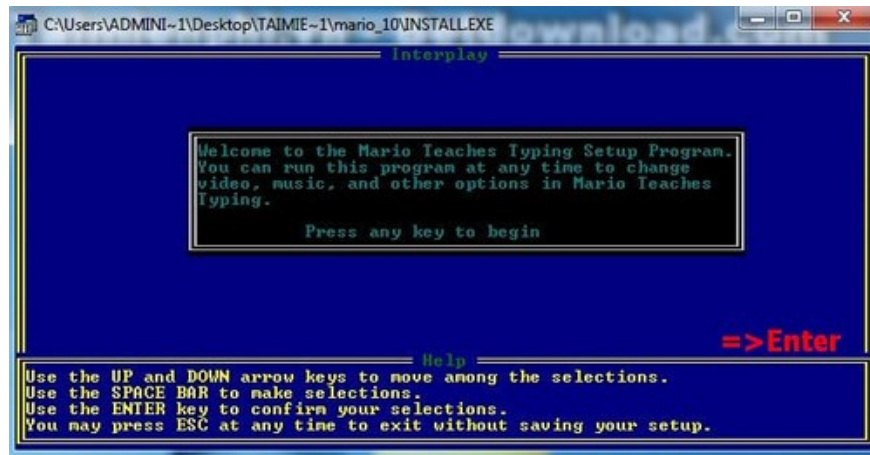 C:\Users\ADMINI~1\Desktop\TAIMIE~1\mario_10\INSTALL.EXE
Interplay
Welcome to the Mario Teaches Typing Setup Program.
You can run this program at any time to change
video, music, and other options in Mario Teaches
Typing.
Press any key to begin
=>Enter
Help
Use the UP and DOWN arrow keys to move among the selections.
Use the SPACE BAR to make selections.
Use the ENTER key to confirm your selections.
You may press ESC at any time to exit without saving your setup.